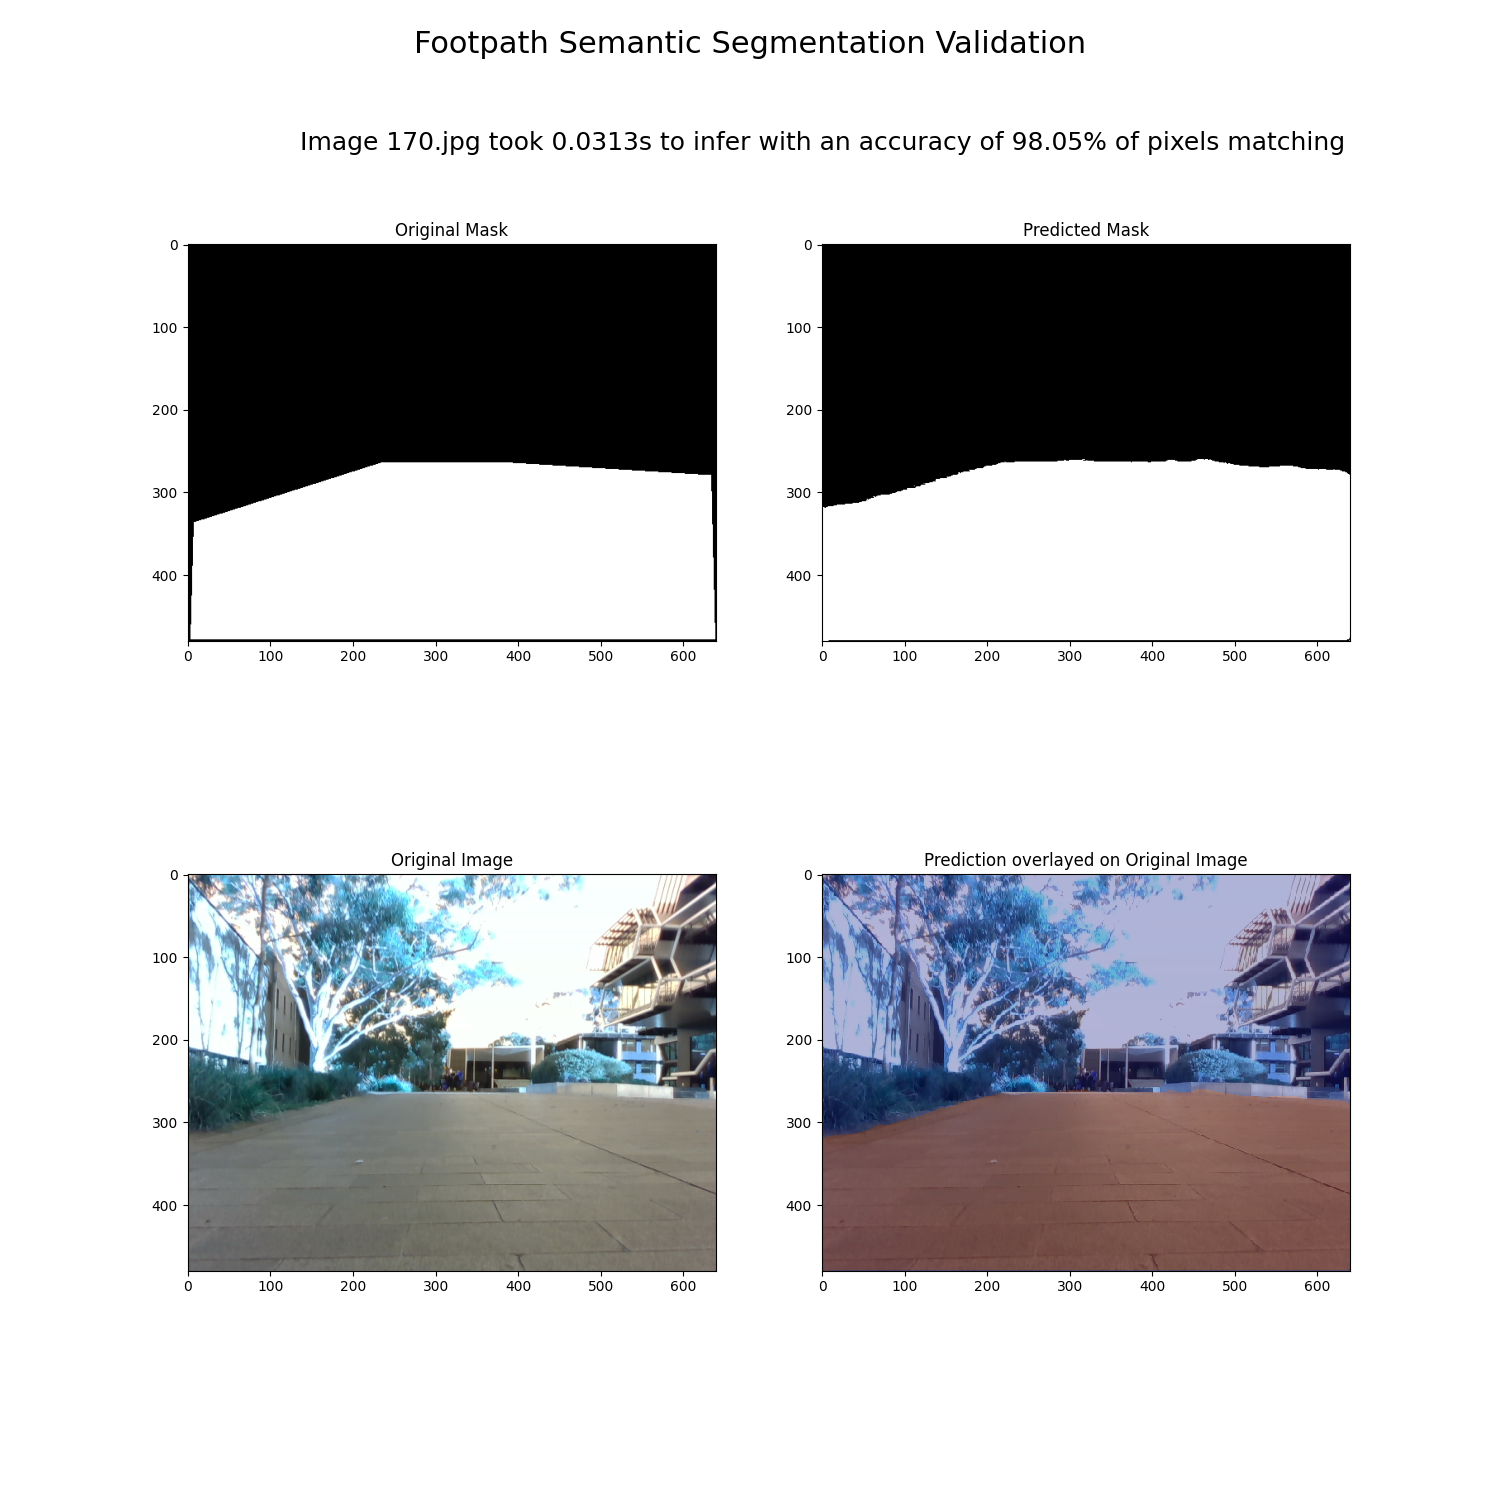 Footpath Semantic Segmentation Validation
Image 170.jpg took 0.0313s to infer with an accuracy of 98.05% of pixels matching
Original Mask
0
100
200
300
400
0 100 200 300 400 500 600
Predicted Mask
0
100
200
300
400
0 100 200 300 400 500 600
Original Image
0
100
200
300
400
0 100 200 300 400 500 600
Prediction overlayed on Original Image
0
100
200
300
400
0 100 200 300 400 500 600